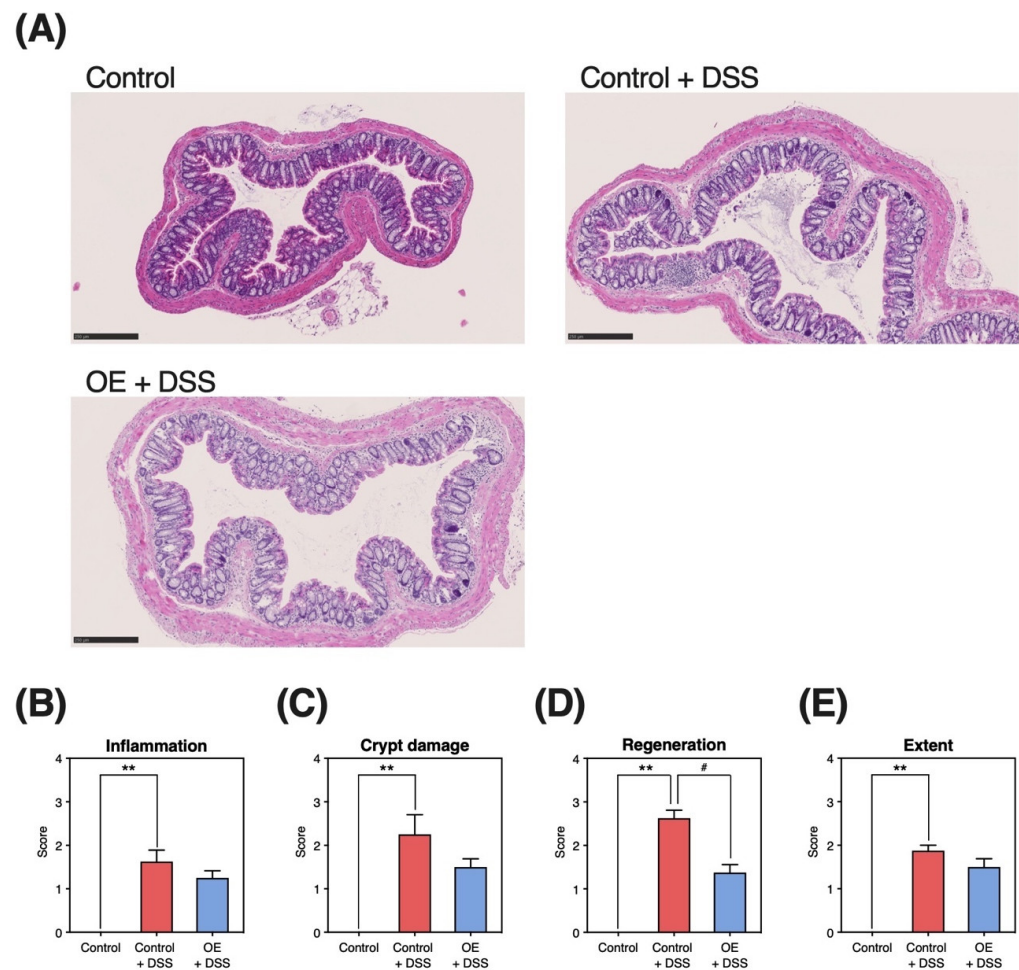 (A)
Control
Control + DSS
OE + DSS
(B)
(C)
(D)
(E)
Inflammation
4
3
2
1
0
Score
**
Control
Control
+ DSS
OE
+ DSS
Crypt damage
4
3
2
1
0
Score
**
Control
Control
+ DSS
OE
+ DSS
Regeneration
4
3
2
1
0
Score
**
#
Control
Control
+ DSS
OE
+ DSS
Extent
4
3
2
1
0
Score
**
Control
Control
+ DSS
OE
+ DSS